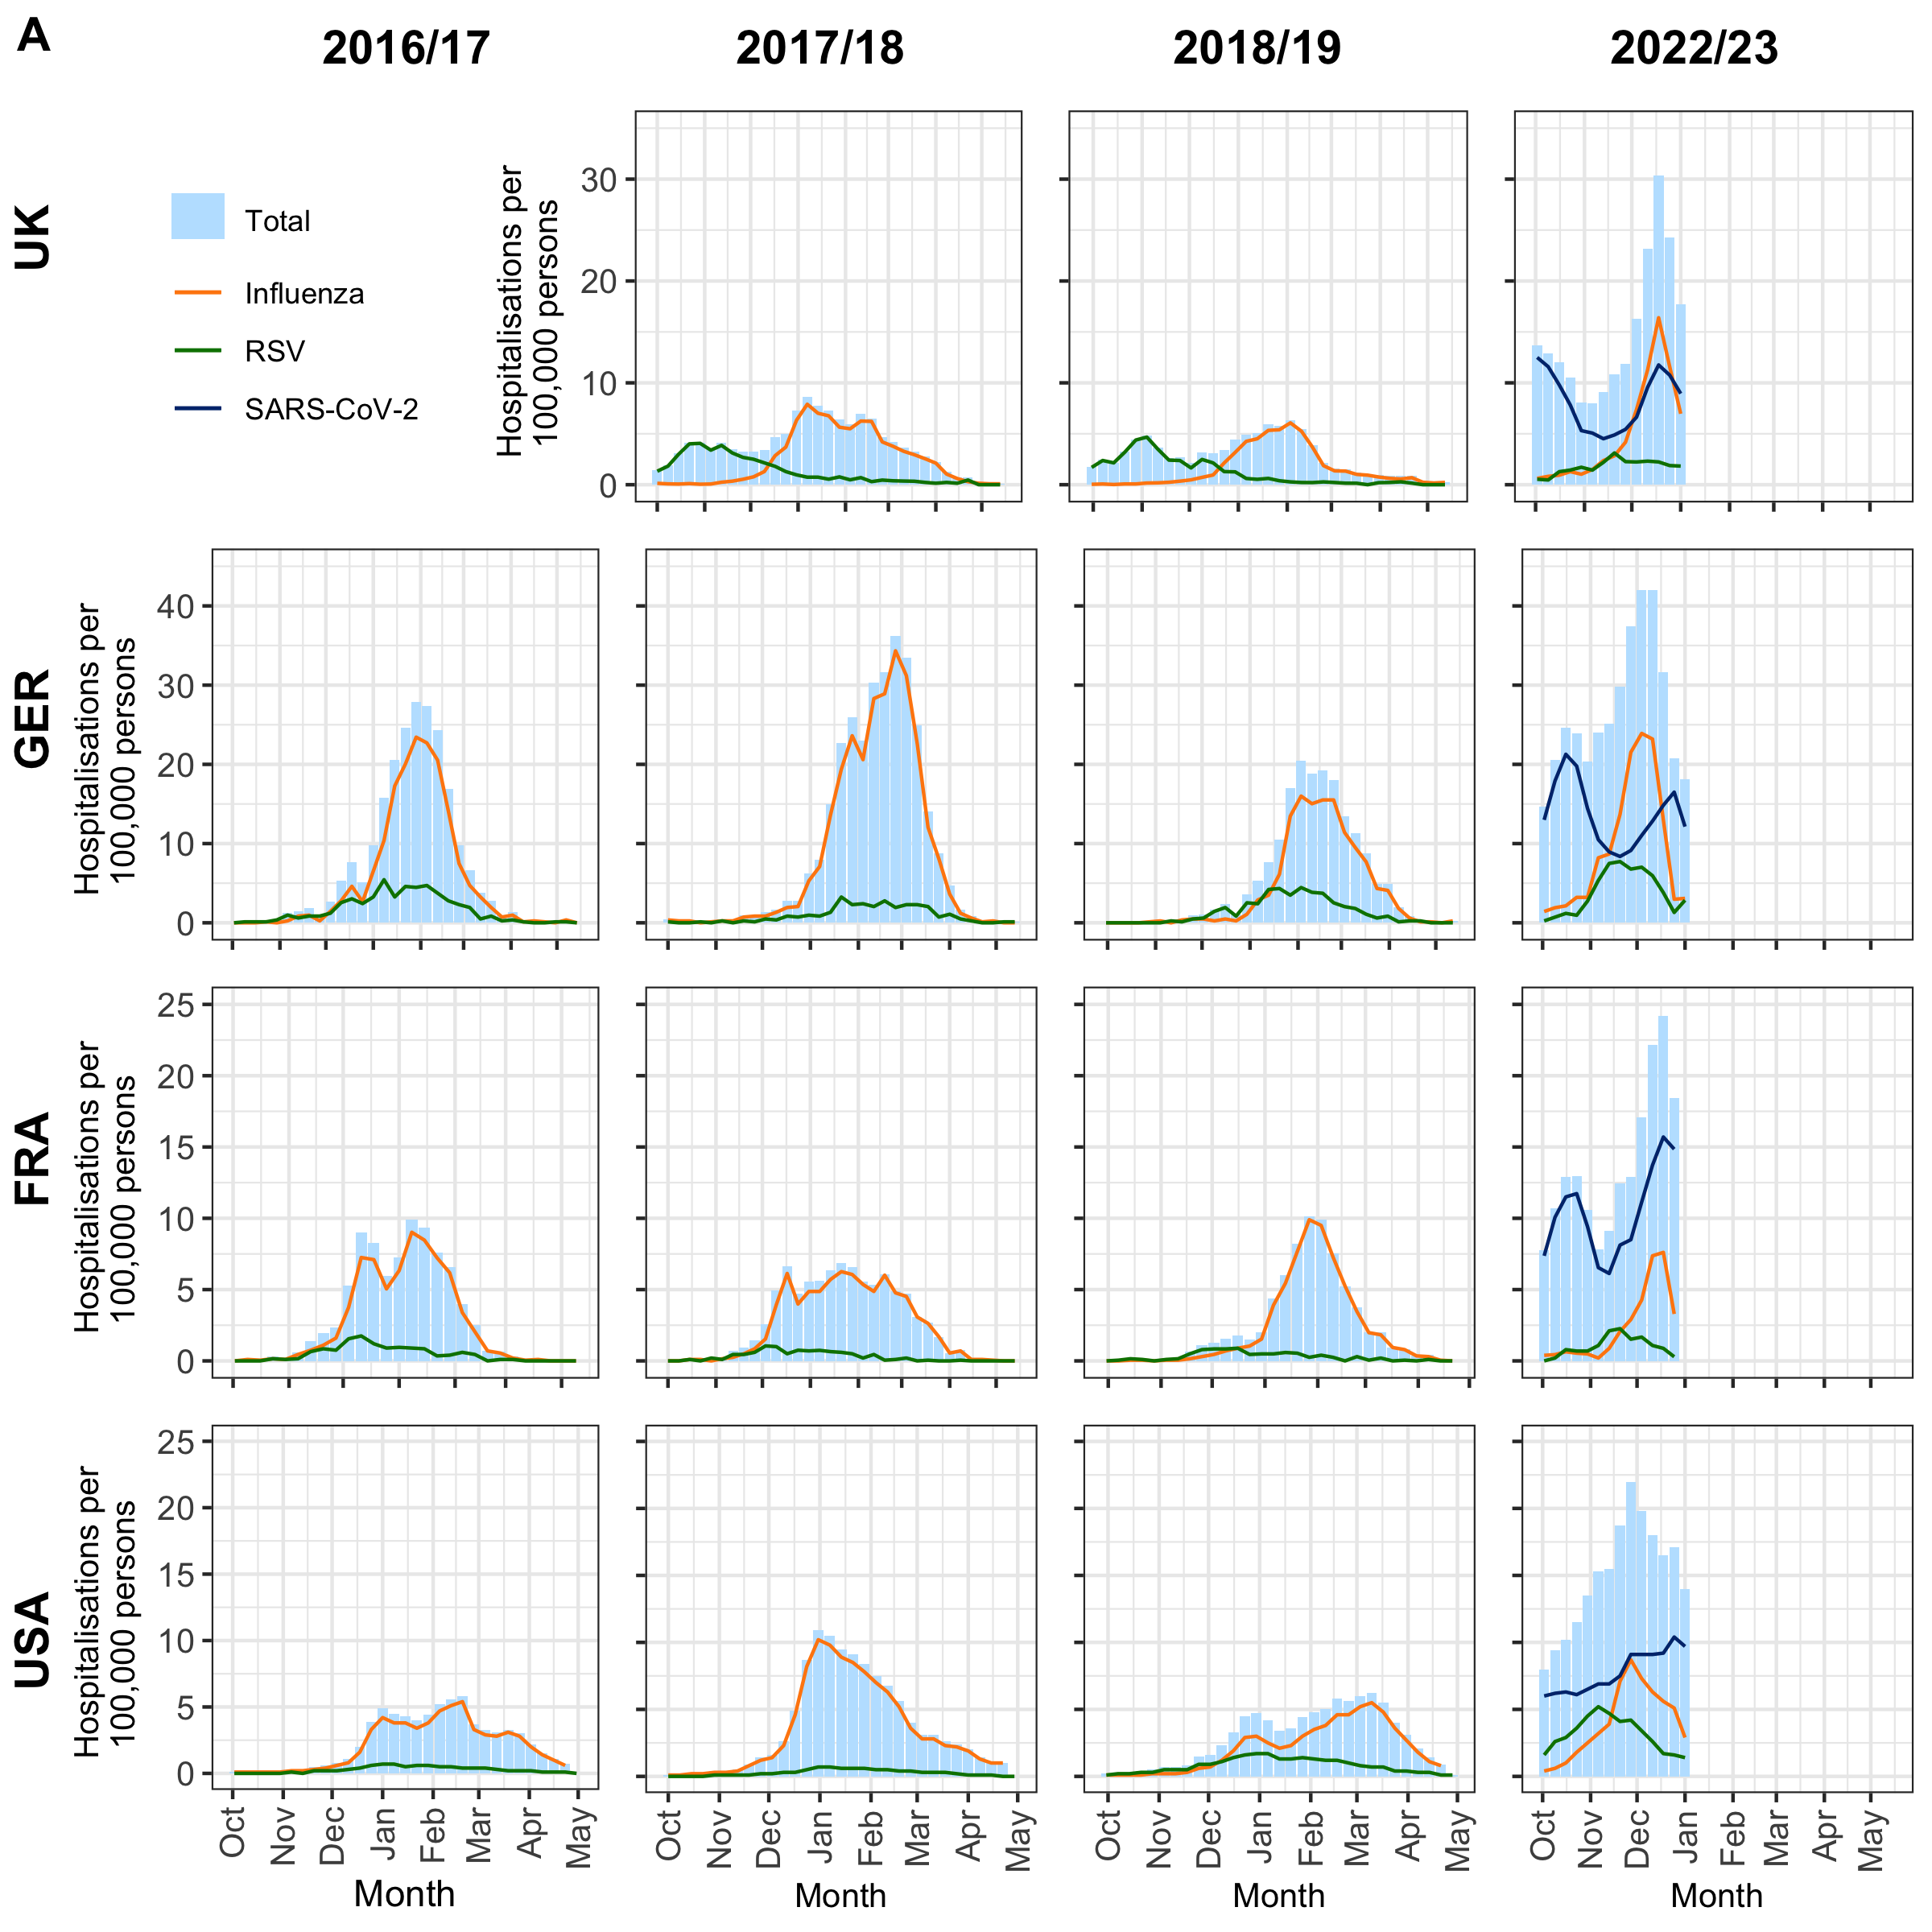 A
2016/17
2017/18
2018/19
2022/23
UK
Total
Influenza
RSV
SARS-CoV-2
Hospitalisations per
100,000 persons
30
20
10
0
GER
Hospitalisations per
100,000 persons
40
30
20
10
0
FRA
Hospitalisations per
100,000 persons
25
20
15
10
5
0
USA
Hospitalisations per
100,000 persons
25
20
15
10
5
0
Oct Nov Dec Jan Feb Mar Apr May
Month
Oct Nov Dec Jan Feb Mar Apr May
Month
Oct Nov Dec Jan Feb Mar Apr May
Month
Oct Nov Dec Jan Feb Mar Apr May
Month